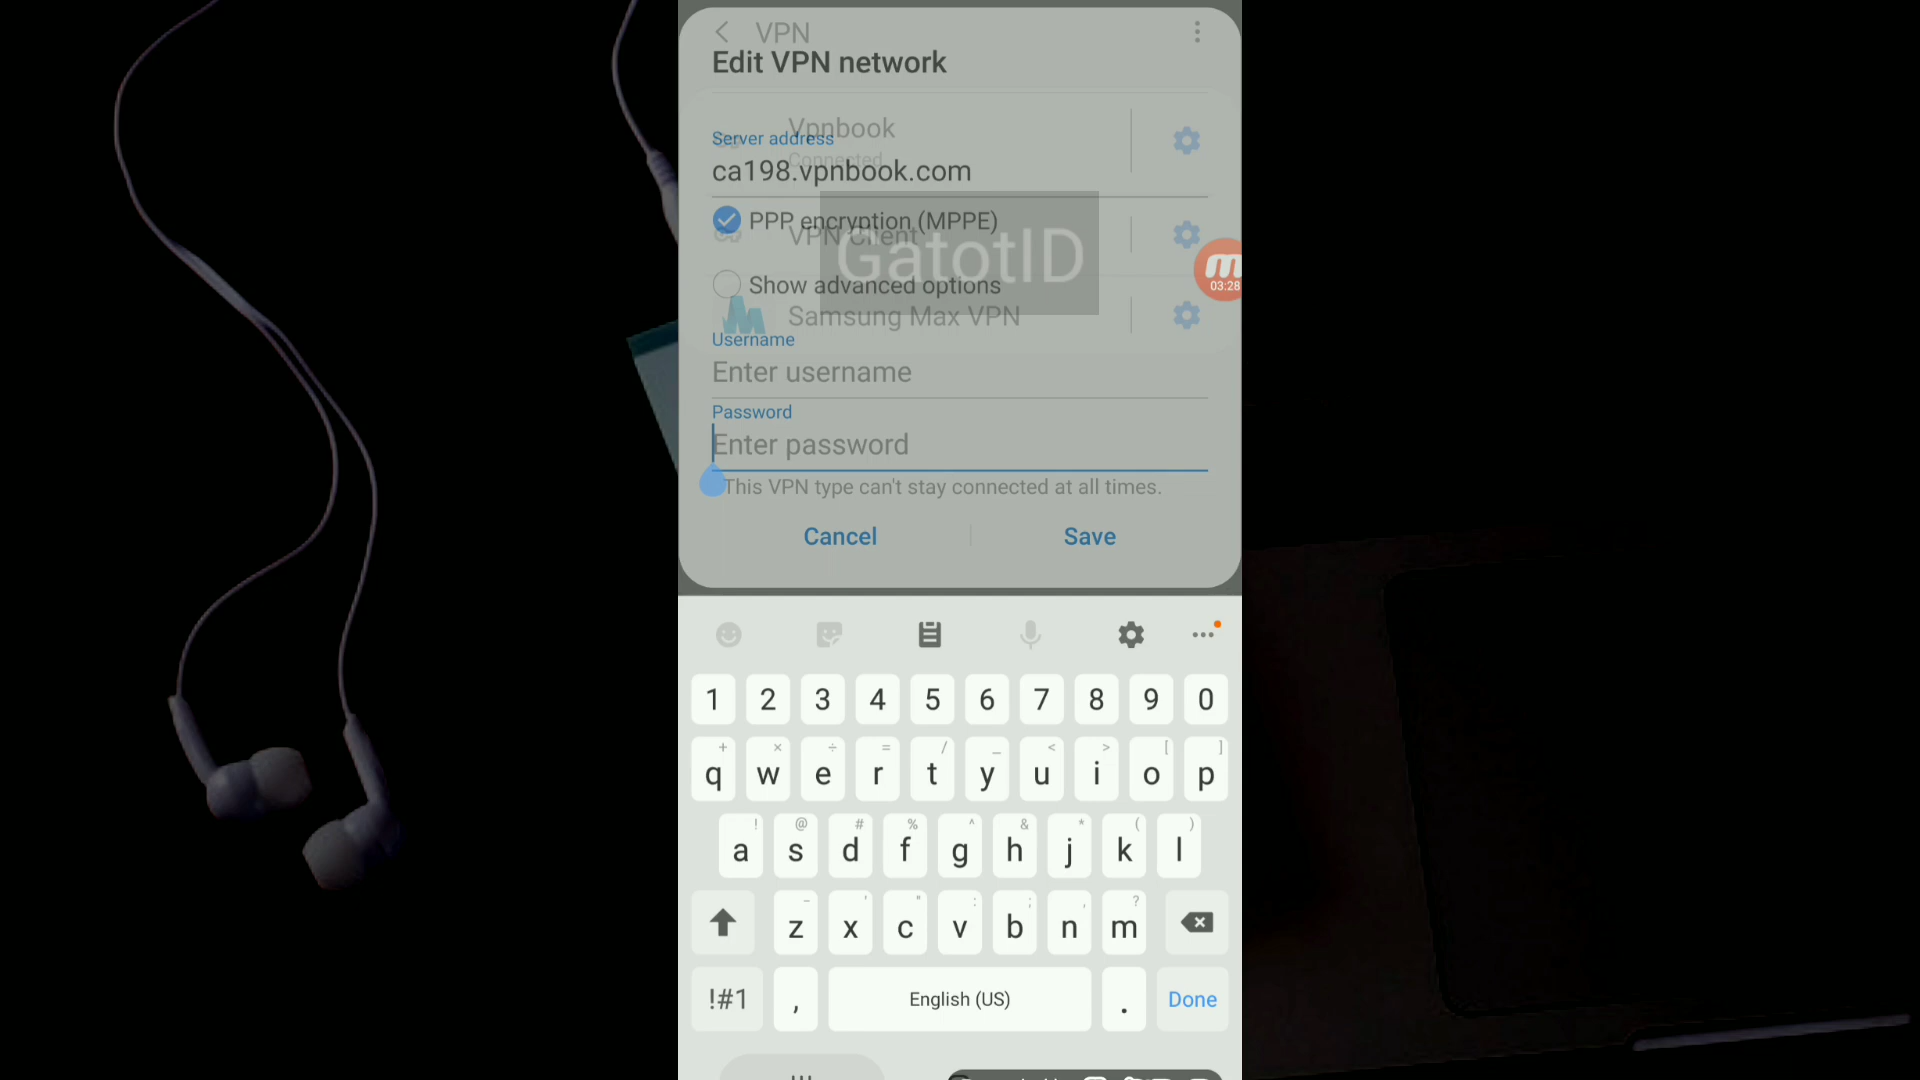 VPN
Edit VPN network
Vpnbook
Server address
Connected
ca198.vpnbook.com
PPP encryption (MPPE)
VPN Client
GatotID
Show advanced options
03:28
Samsung Max VPN
Username
Enter username
Password
Enter password
This VPN type can't stay connected at all times.
Cancel
Save
1 2 3 4 5 6 7 8 9 0
+ × ÷ = / _ < > [ ]
q w e r t y u i o p
! @ # % ^ & * ( )
a s d f g h j k l
- ' " : ; , ?
z x c v b n m
!#1 , English (US) . Done